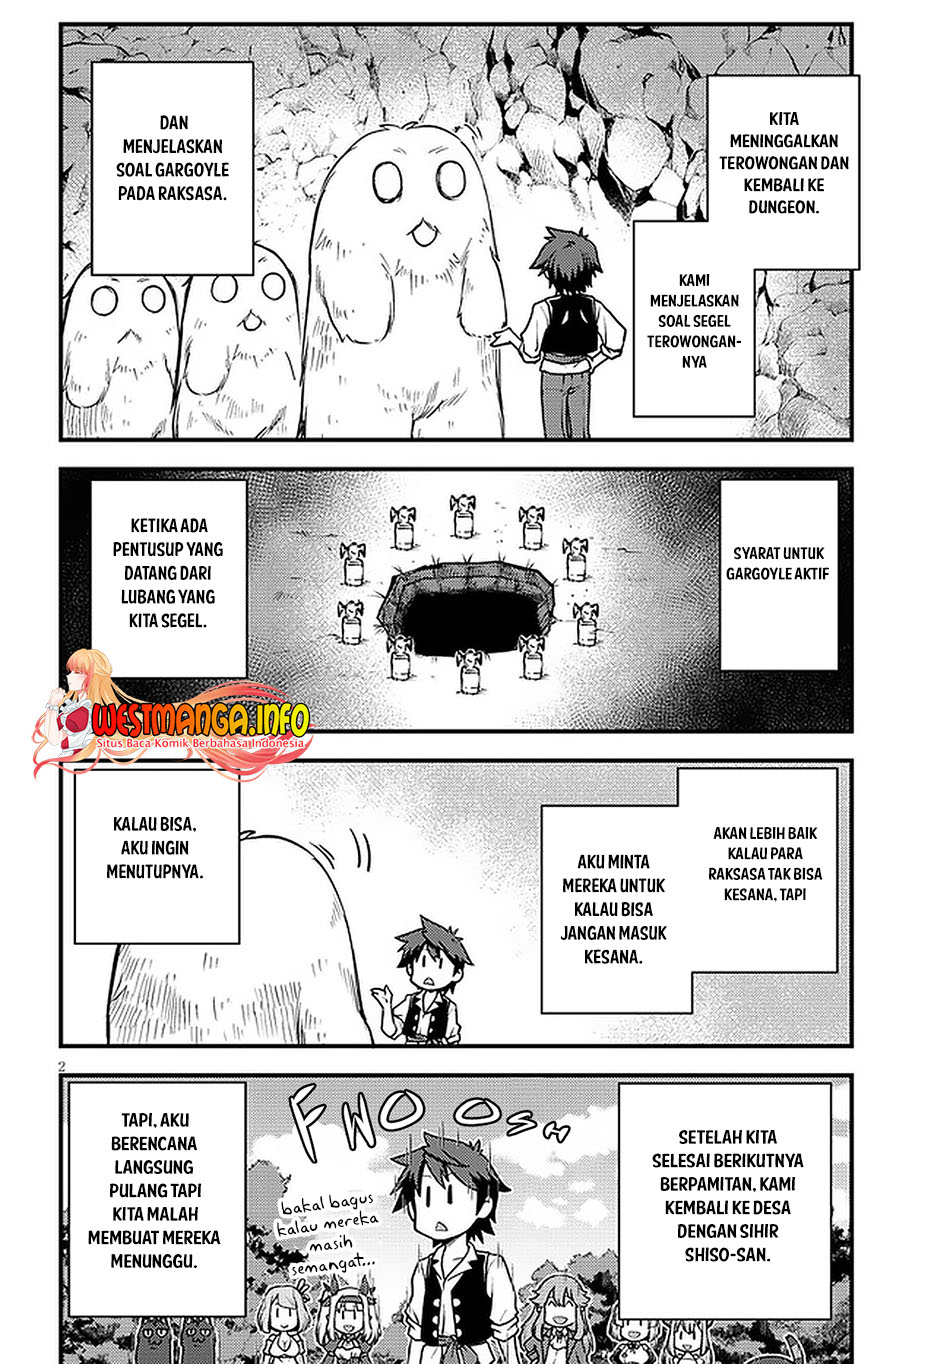 KITA
MENINGGALKAN
TEROWONGAN DAN
KEMBALI KE
DUNGEON.
KAMI
MENJELASKAN
SOAL SEGEL
TEROWONGAN-
NYA
DAN
MENJELASKAN
SOAL GARGOYLE
PADA RAKSASA.
SYARAT UNTUK
GARGOYLE AKTIF
KETIKA ADA
PENTUSUP YANG
DATANG DARI
LUBANG YANG
KITA SEGEL.
WESTMANGA.INFO
Situs Baca Komik Berbahasa Indonesia
AKAN LEBIH BAIK
KALAU PARA
RAKSASA TAK BISA
KESANA, TAPI
AKU MINTA
MEREKA UNTUK
KALAU BISA
JANGAN MASUK
KESANA.
KALAU BISA,
AKU INGIN
MENUTUPNYA.
2
SETELAH KITA
SELESAI BERIKUTNYA
BERPAMITAN, KAMI
KEMBALI KE DESA
DENGAN SIHIR
SHISO-SAN.
FWOOOSH
bakal bagus
kalau mereka
masih
semangat...
TAPI, AKU
BERENCANA
LANGSUNG
PULANG TAPI
KITA MALAH
MEMBUAT MEREKA
MENUNGGU.